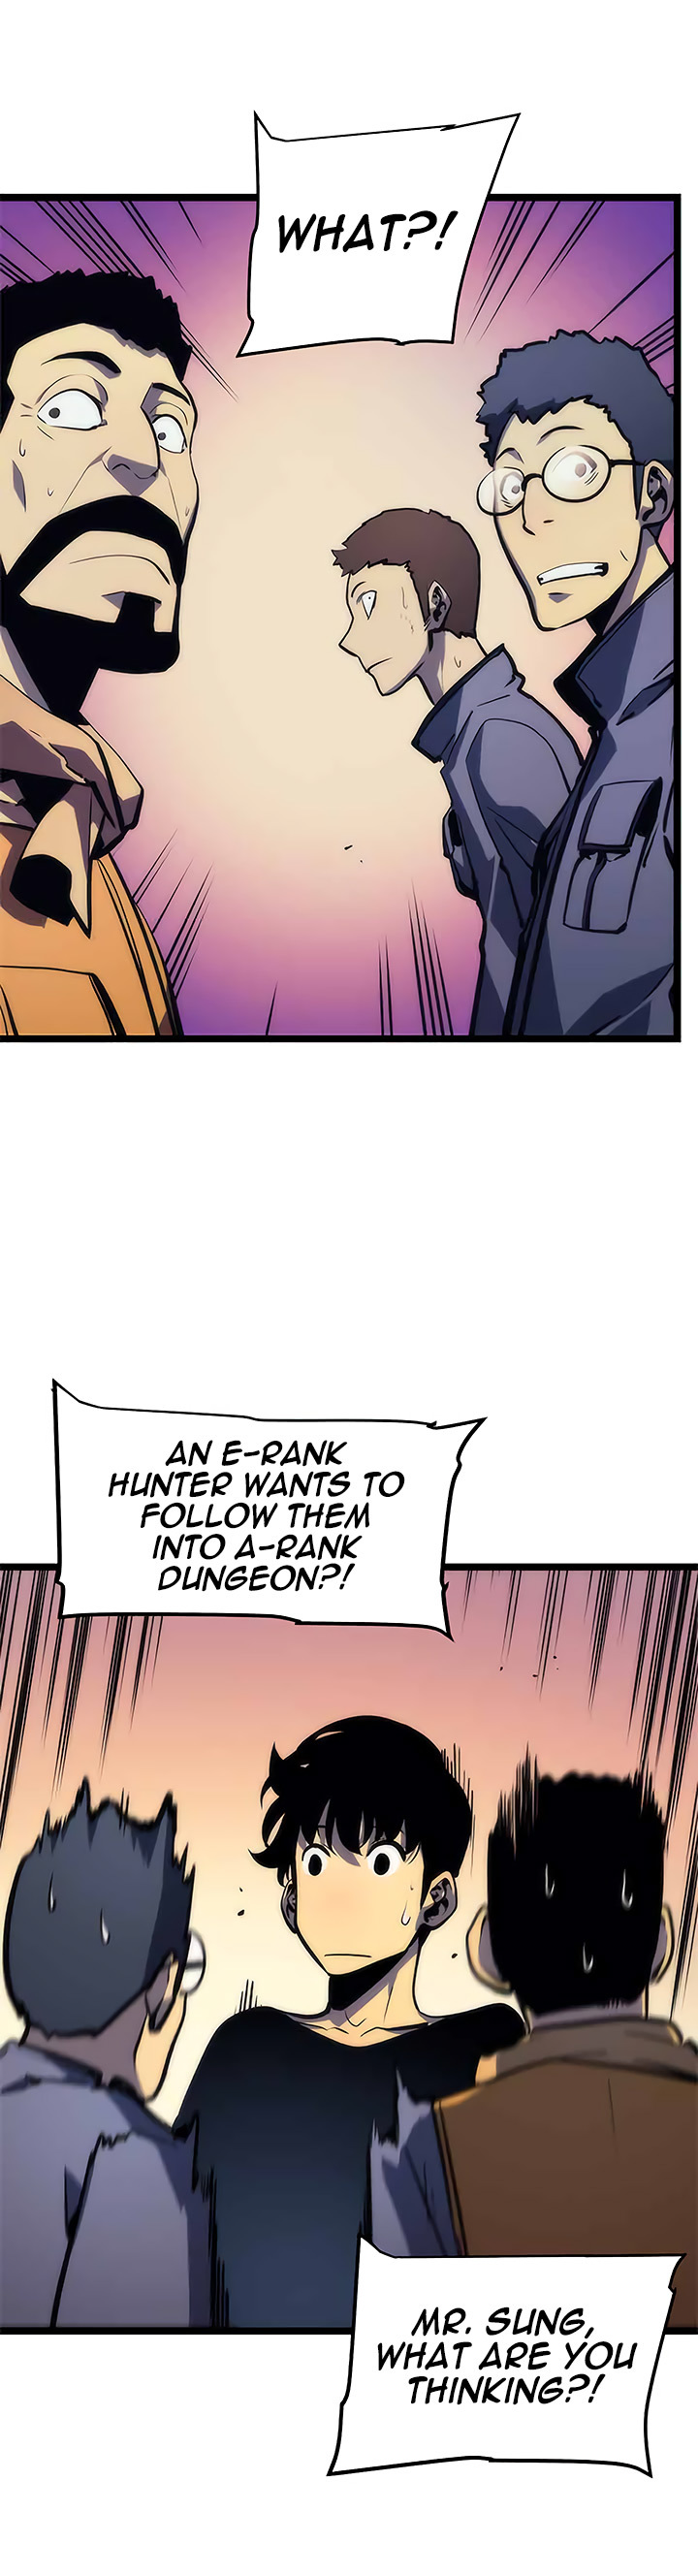 WHAT?!
AN E-RANK
HUNTER WANTS TO
FOLLOW THEM
INTO A-RANK
DUNGEON?!
MR. SUNG,
WHAT ARE YOU
THINKING?!